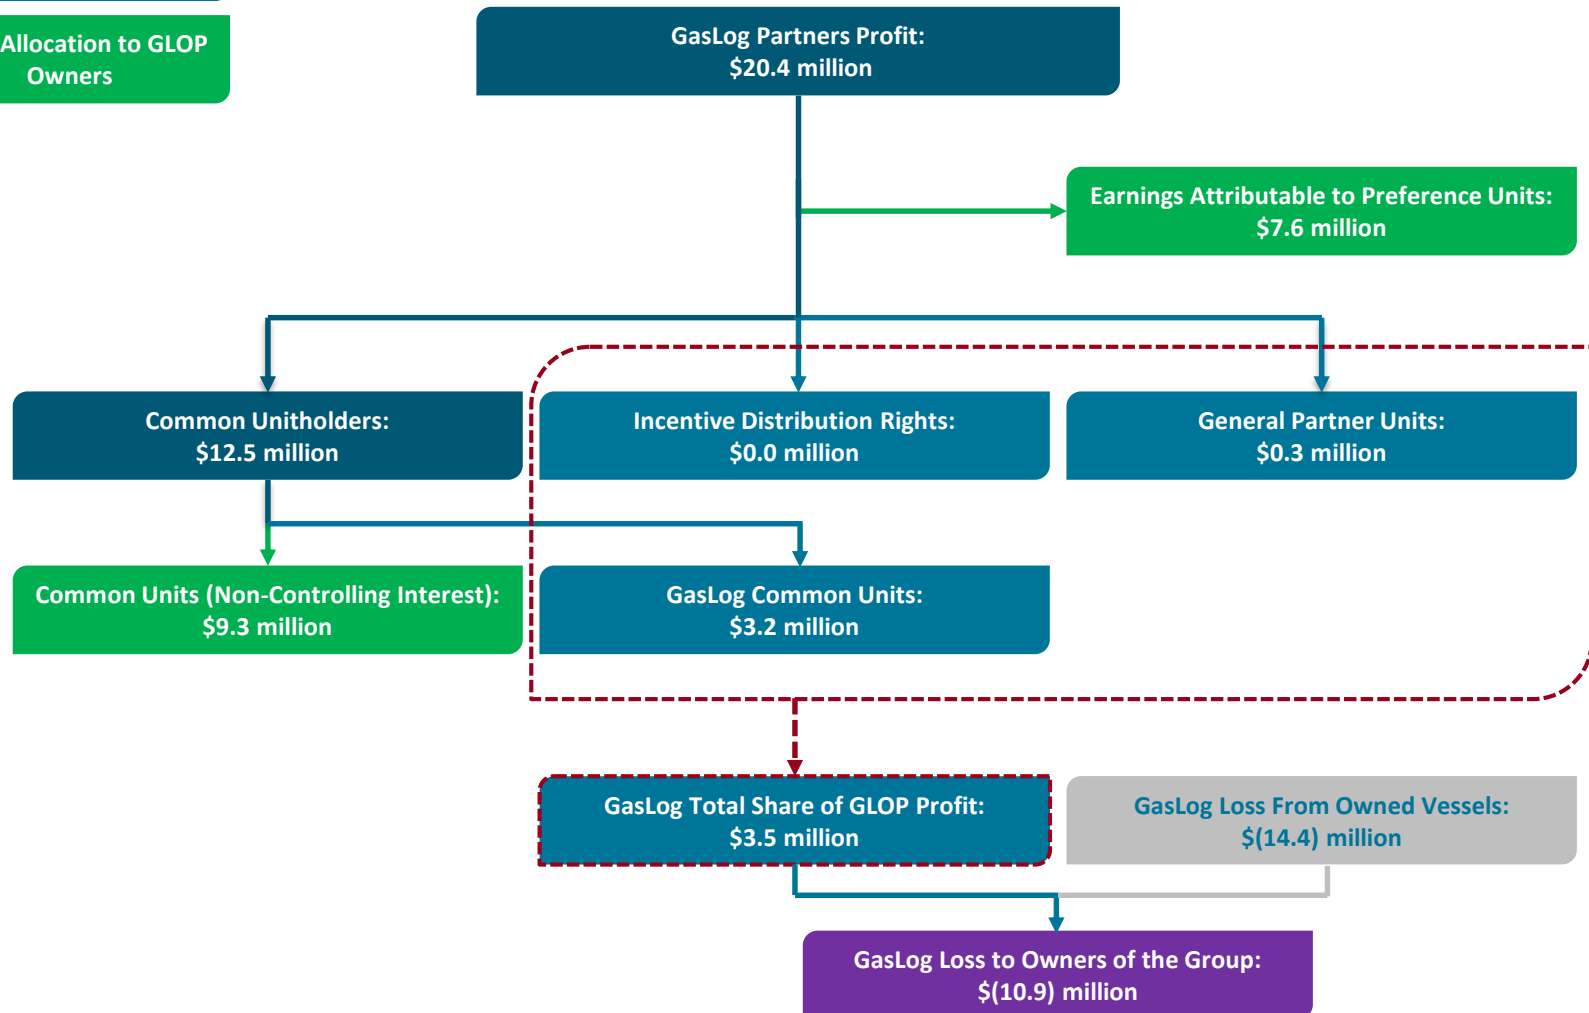 Allocation to GLOP
Owners
GasLog Partners Profit:
$20.4 million
Earnings Attributable to Preference Units:
$7.6 million
Common Unitholders:
$12.5 million
Incentive Distribution Rights:
$0.0 million
General Partner Units:
$0.3 million
Common Units (Non-Controlling Interest):
$9.3 million
GasLog Common Units:
$3.2 million
GasLog Total Share of GLOP Profit:
$3.5 million
GasLog Loss From Owned Vessels:
$(14.4) million
GasLog Loss to Owners of the Group:
$(10.9) million